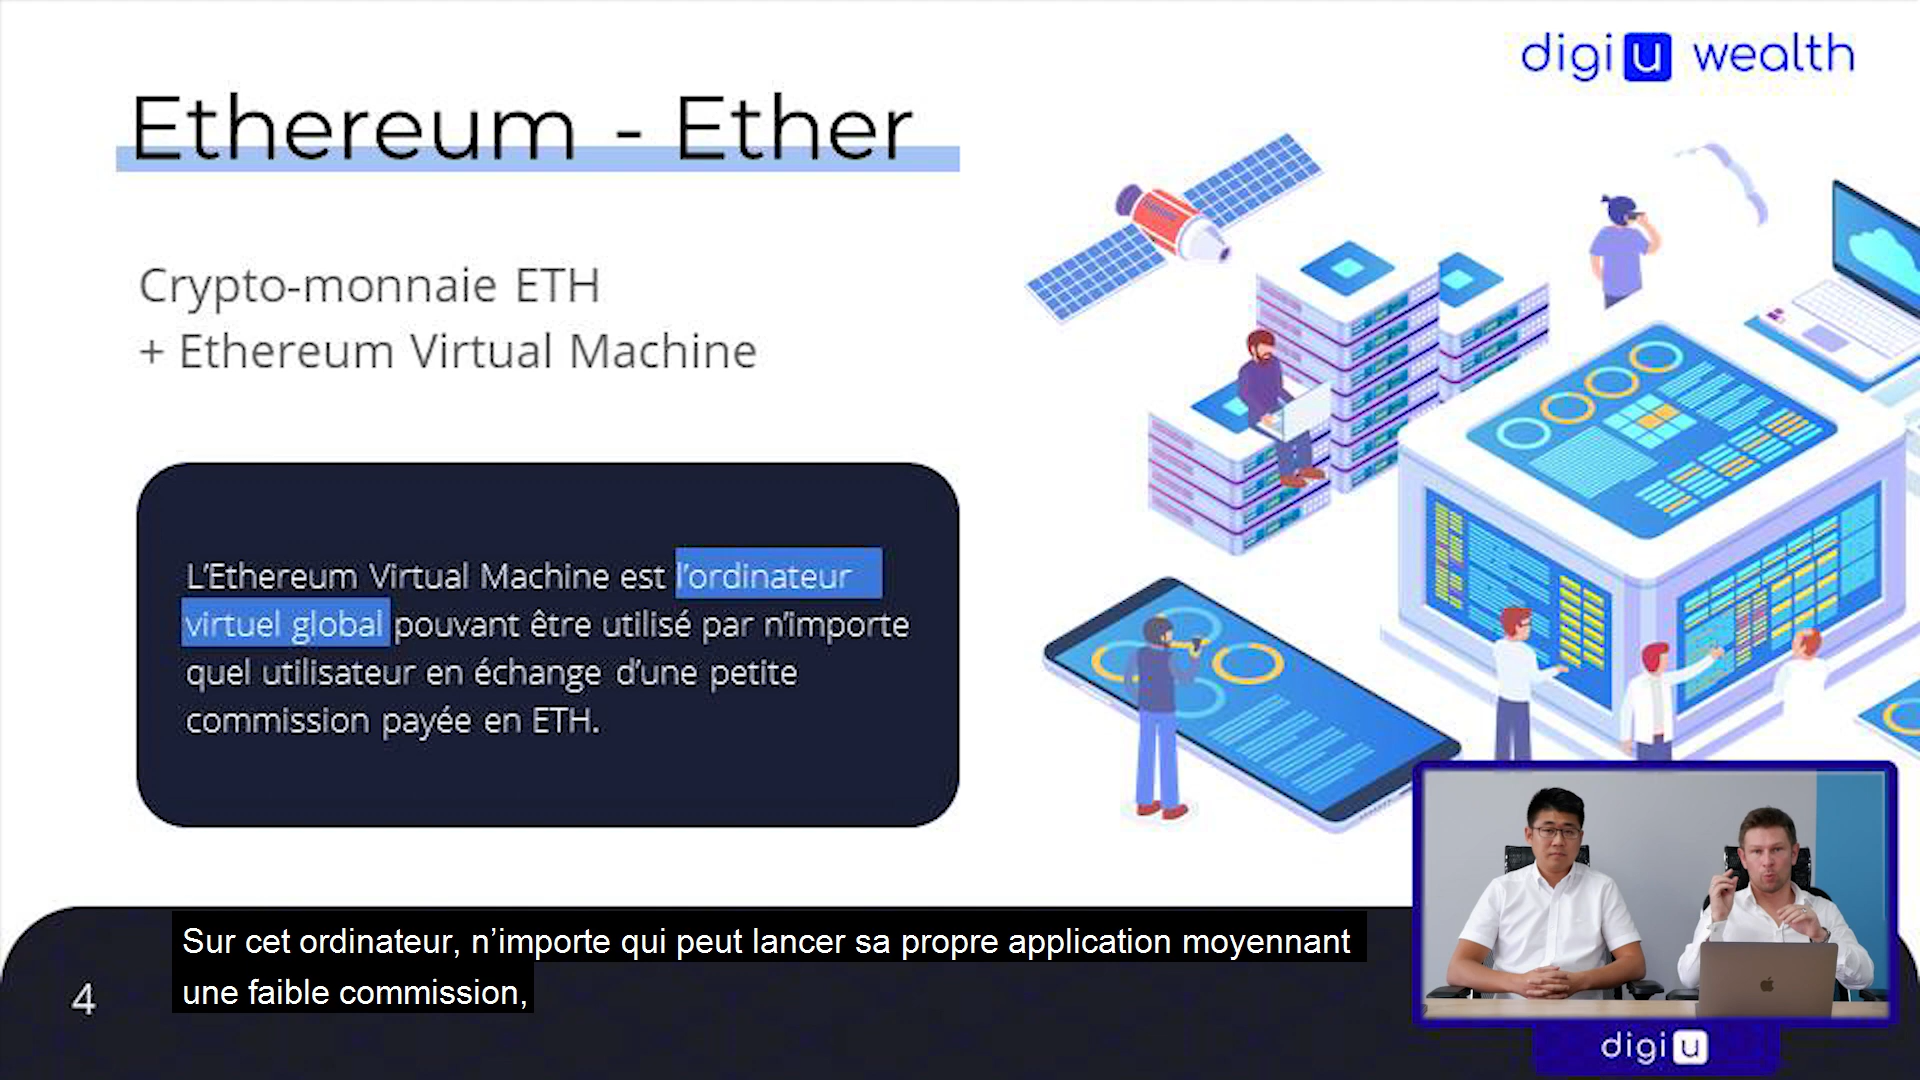 digi u wealth
Ethereum - Ether
Crypto-monnaie ETH
+ Ethereum Virtual Machine
L’Ethereum Virtual Machine est l’ordinateur
virtuel global pouvant être utilisé par n’importe
quel utilisateur en échange d’une petite
commission payée en ETH.
Sur cet ordinateur, n’importe qui peut lancer sa propre application moyennant
une faible commission,
4
digi u